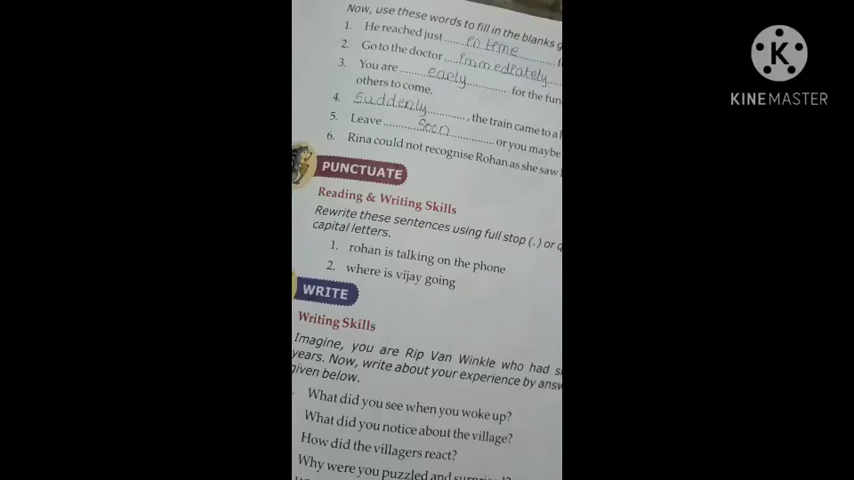 Now, use these words to fill in the blanks
1. He reached just ...... in time ......
2. Go to the doctor ...... immediately ......
3. You are ...... early ...... for the fun
others to come.
4. ...... Suddenly ......, the train came to a
5. Leave ...... Soon ...... or you maybe
6. Rina could not recognise Rohan as she saw
PUNCTUATE
Reading & Writing Skills
Rewrite these sentences using full stop (.) or
capital letters.
1. rohan is talking on the phone
2. where is vijay going
WRITE
Writing Skills
Imagine, you are Rip Van Winkle who had
years. Now, write about your experience by
given below.
What did you see when you woke up?
What did you notice about the village?
How did the villagers react?
Why were you puzzled and
K
KINEMASTER